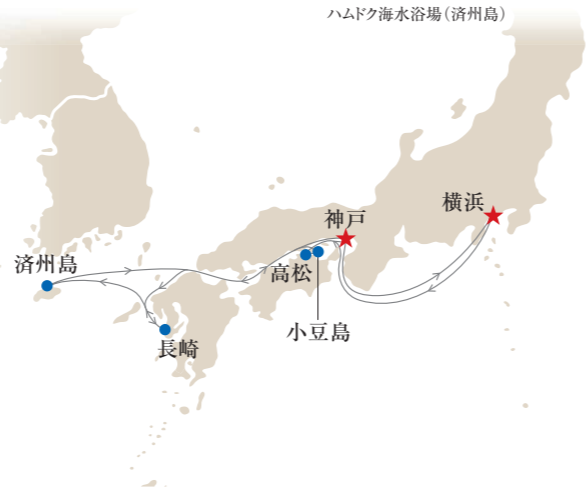 ハムドク海水浴場(済州島)
横浜
神戸
済州島
高松
小豆島
長崎